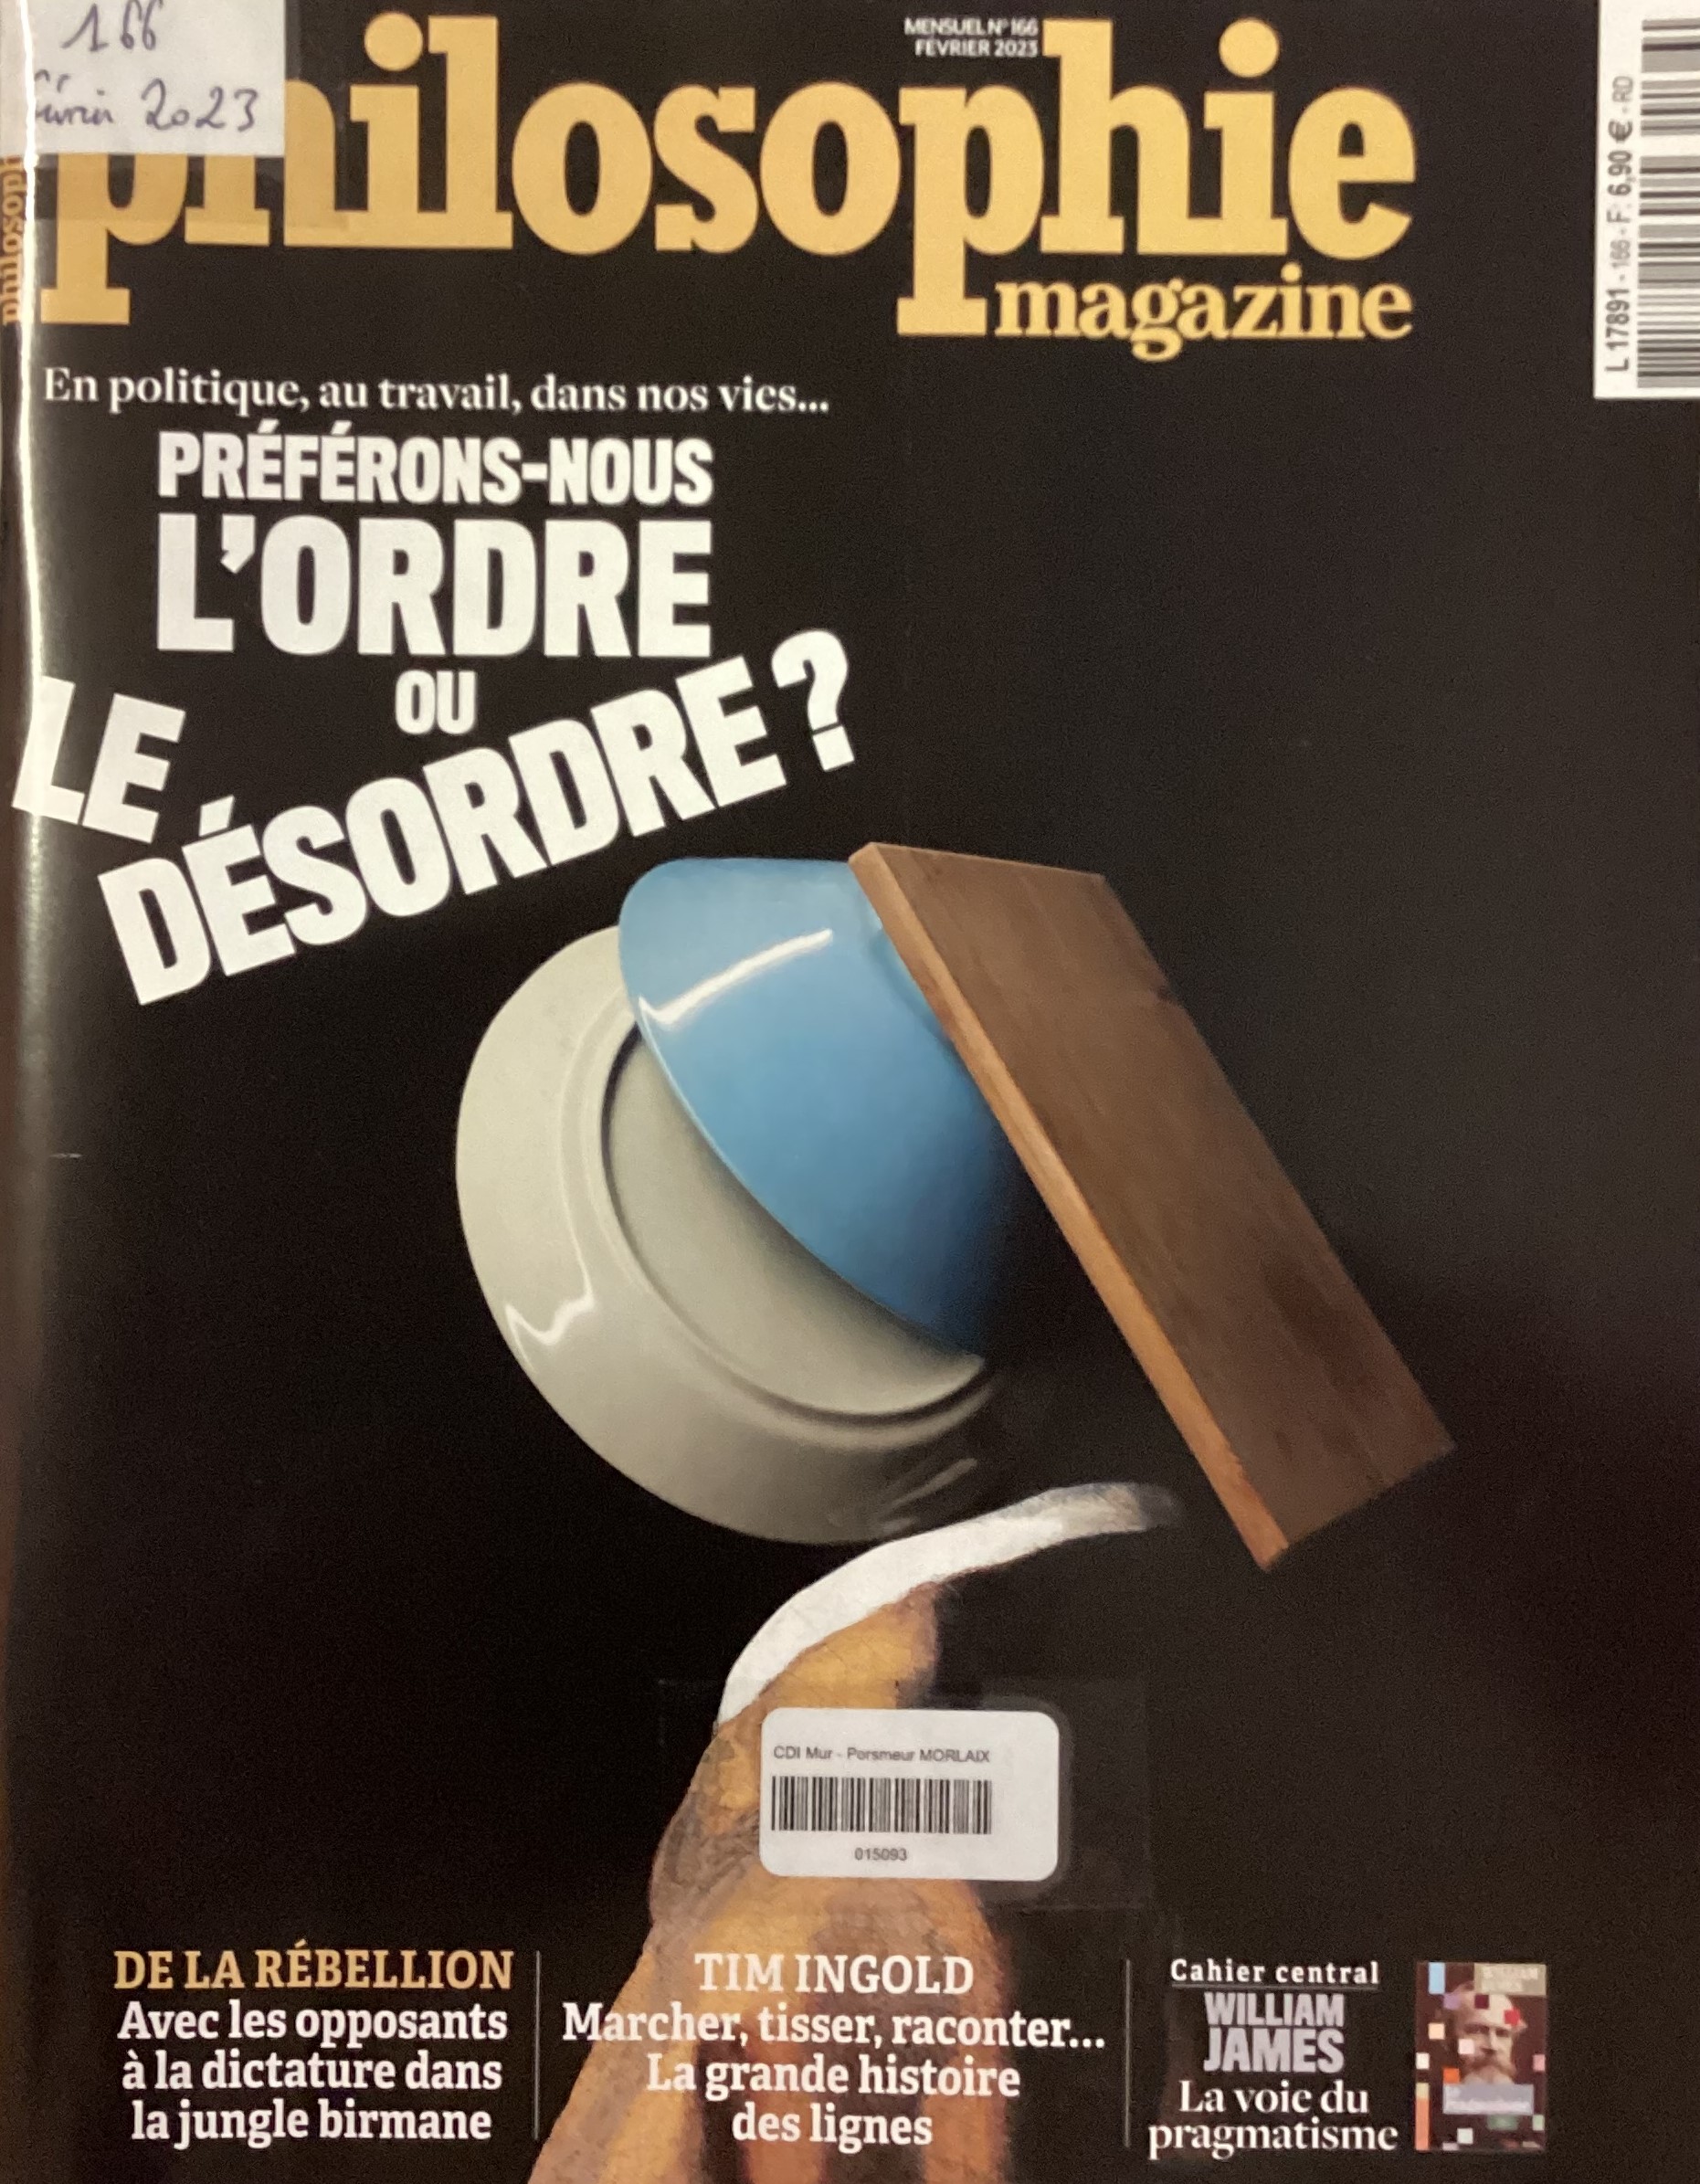 166
2023
MENSUEL N° 166
FÉVRIER 2023
philosophie
magazine
L 17891 - 166 - F: 6,90 € - RD
En politique, au travail, dans nos vies...
PRÉFÉRONS-NOUS
L'ORDRE
OU
LE
DÉSORDRE ?
CDI Mur - Porsmeur MORLAIX
015093
DE LA RÉBELLION
Avec les opposants
à la dictature dans
la jungle birmane
TIM INGOLD
Marcher, tisser, raconter...
La grande histoire
des lignes
Cahier central
WILLIAM
JAMES
La voie du
pragmatisme